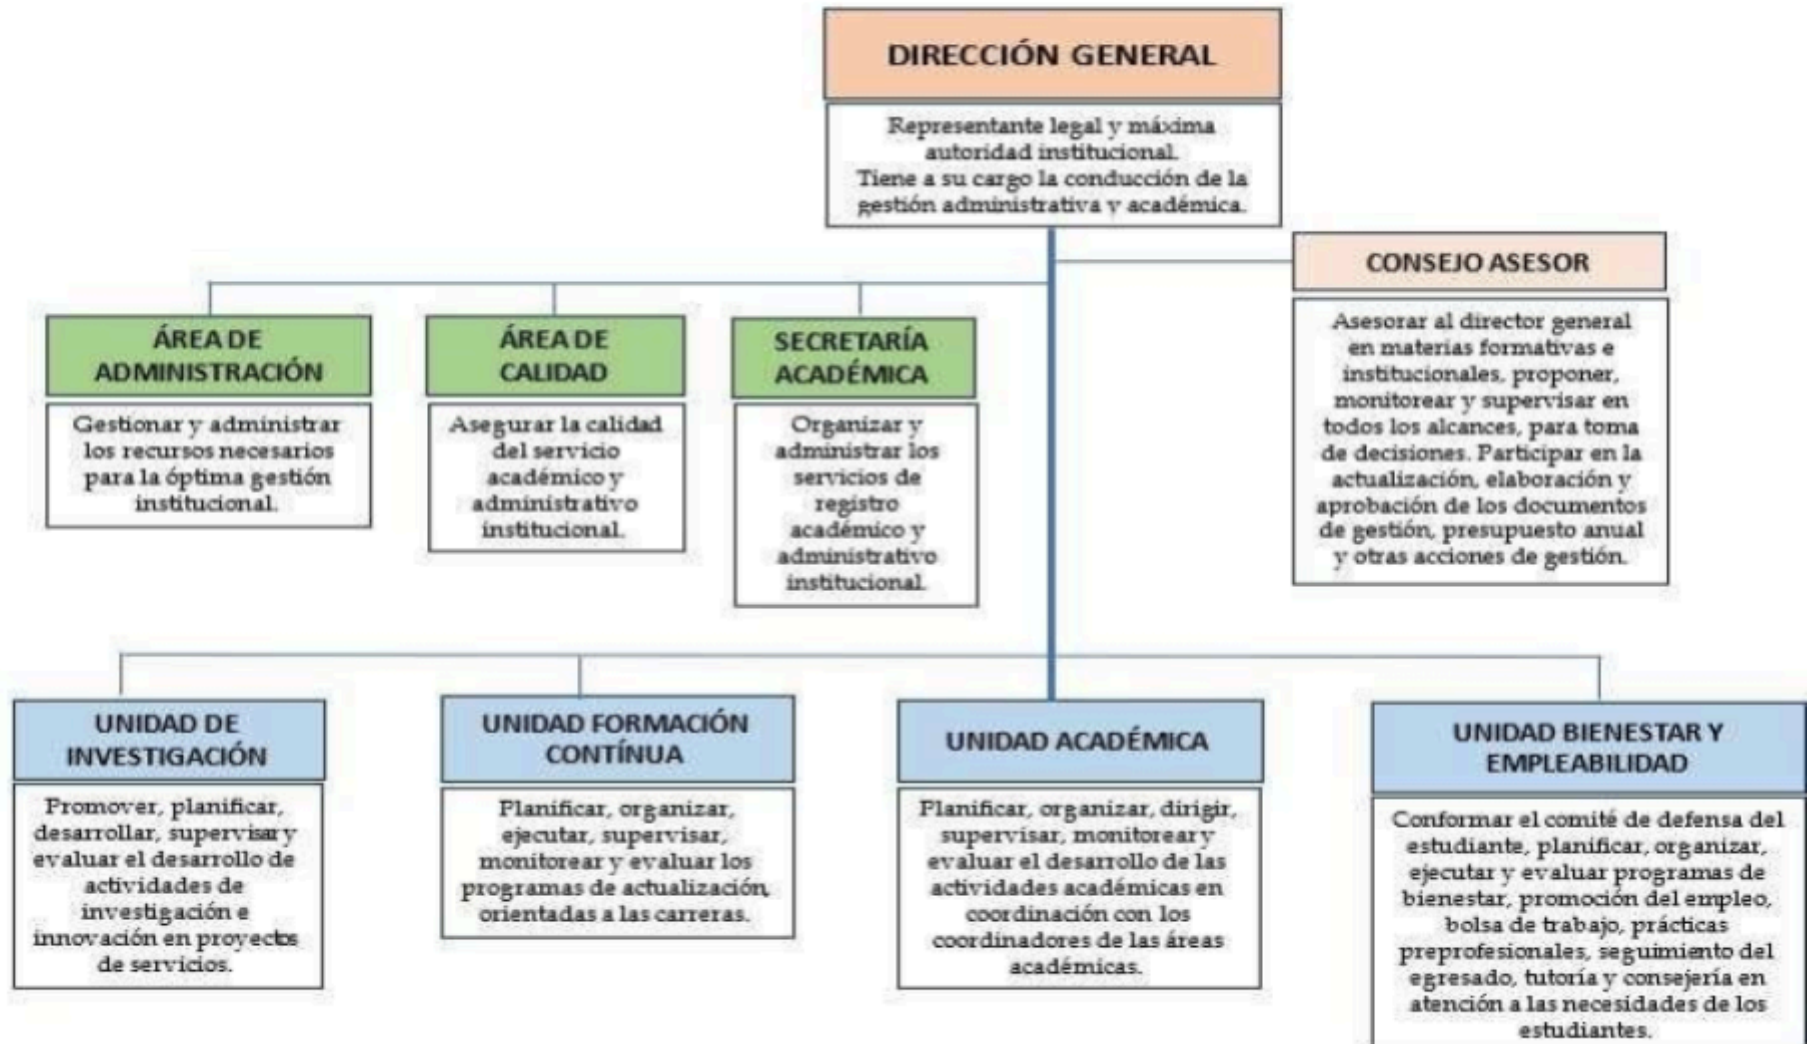 DIRECCIÓN GENERAL
Representante legal y máxima
autoridad institucional.
Tiene a su cargo la conducción de la
gestión administrativa y académica.
CONSEJO ASESOR
Asesorar al director general
en materias formativas e
institucionales, proponer,
monitorear y supervisar en
todos los alcances, para toma
de decisiones. Participar en la
actualización, elaboración y
aprobación de los documentos
de gestión, presupuesto anual
y otras acciones de gestión.
ÁREA DE
ADMINISTRACIÓN
Gestionar y administrar
los recursos necesarios
para la óptima gestión
institucional.
ÁREA DE
CALIDAD
Asegurar la calidad
del servicio
académico y
administrativo
institucional.
SECRETARÍA
ACADÉMICA
Organizar y
administrar los
servicios de
registro
académico y
administrativo
institucional.
UNIDAD DE
INVESTIGACIÓN
Promover, planificar,
desarrollar, supervisar y
evaluar el desarrollo de
actividades de
investigación e
innovación en proyectos
de servicios.
UNIDAD FORMACIÓN
CONTÍNUA
Planificar, organizar,
ejecutar, supervisar,
monitorear y evaluar los
programas de actualización,
orientadas a las carreras.
UNIDAD ACADÉMICA
Planificar, organizar, dirigir,
supervisar, monitorear y
evaluar el desarrollo de las
actividades académicas en
coordinación con los
coordinadores de las áreas
académicas.
UNIDAD BIENESTAR Y
EMPLEABILIDAD
Conformar el comité de defensa del
estudiante, planificar, organizar,
ejecutar y evaluar programas de
bienestar, promoción del empleo,
bolsa de trabajo, prácticas
preprofesionales, seguimiento del
egresado, tutoría y consejería en
atención a las necesidades de los
estudiantes.